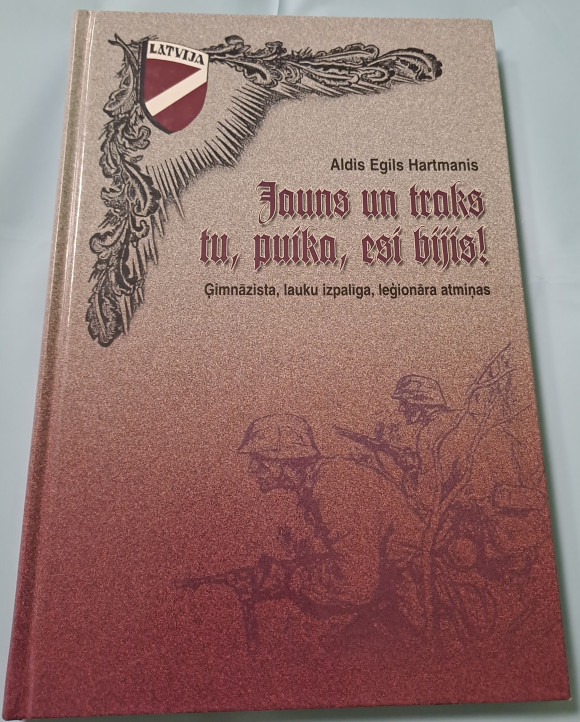 LATVIJA
Aldis Egils Hartmanis
Jauns un traks
tu, puika, esi bijis!
Ģimnāzista, lauku izpalīga, leģionāra atmiņas